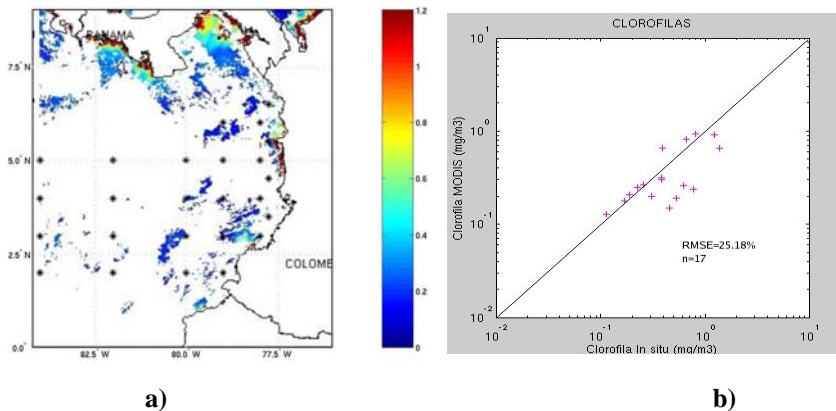 PANAMA
7.5° N
5.0° N
2.5° N
0.0°
82.5° W
80.0° W
77.5° W
COLOME
1.2
1
0.8
0.6
0.4
0.2
0
a)
CLOROFILAS
Clorofila MODIS (mg/m3)
10^1
10^0
10^-1
10^-2
RMSE=25.18%
n=17
10^-2
10^-1
10^0
10^1
Clorofila In situ (mg/m3)
b)